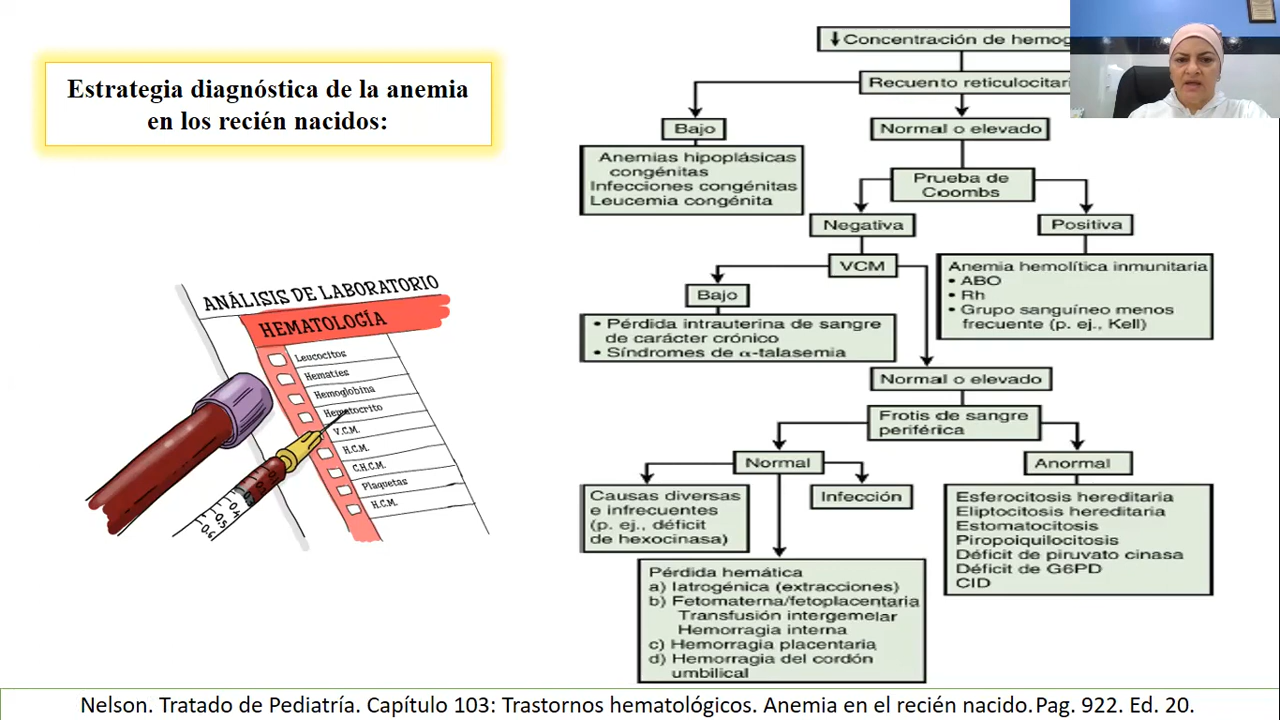 Estrategia diagnóstica de la anemia
en los recién nacidos:
ANÁLISIS DE LABORATORIO
HEMATOLOGÍA
Leucocitos
Hematíes
Hemoglobina
Hematocrito
V.C.M.
H.C.M.
C.H.C.M.
Plaquetas
H.C.M.
0.4
0.5
0.6
↓ Concentración de hemog
Recuento reticulocitari
Bajo
Anemias hipoplásicas
congénitas
Infecciones congénitas
Leucemia congénita
Normal o elevado
Prueba de
Coombs
Negativa
Positiva
Anemia hemolítica inmunitaria
• ABO
• Rh
• Grupo sanguíneo menos
frecuente (p. ej., Kell)
VCM
Bajo
• Pérdida intrauterina de sangre
de carácter crónico
• Síndromes de α-talasemia
Normal o elevado
Frotis de sangre
periférica
Normal
Anormal
Causas diversas
e infrecuentes
(p. ej., déficit
de hexocinasa)
Infección
Pérdida hemática
a) Iatrogénica (extracciones)
b) Fetomaterna/fetoplacentaria
Transfusión intergemelar
Hemorragia interna
c) Hemorragia placentaria
d) Hemorragia del cordón
umbilical
Esferocitosis hereditaria
Eliptocitosis hereditaria
Estomatocitosis
Piropoiquilocitosis
Déficit de piruvato cinasa
Déficit de G6PD
CID
Nelson. Tratado de Pediatría. Capítulo 103: Trastornos hematológicos. Anemia en el recién nacido. Pag. 922. Ed. 20.